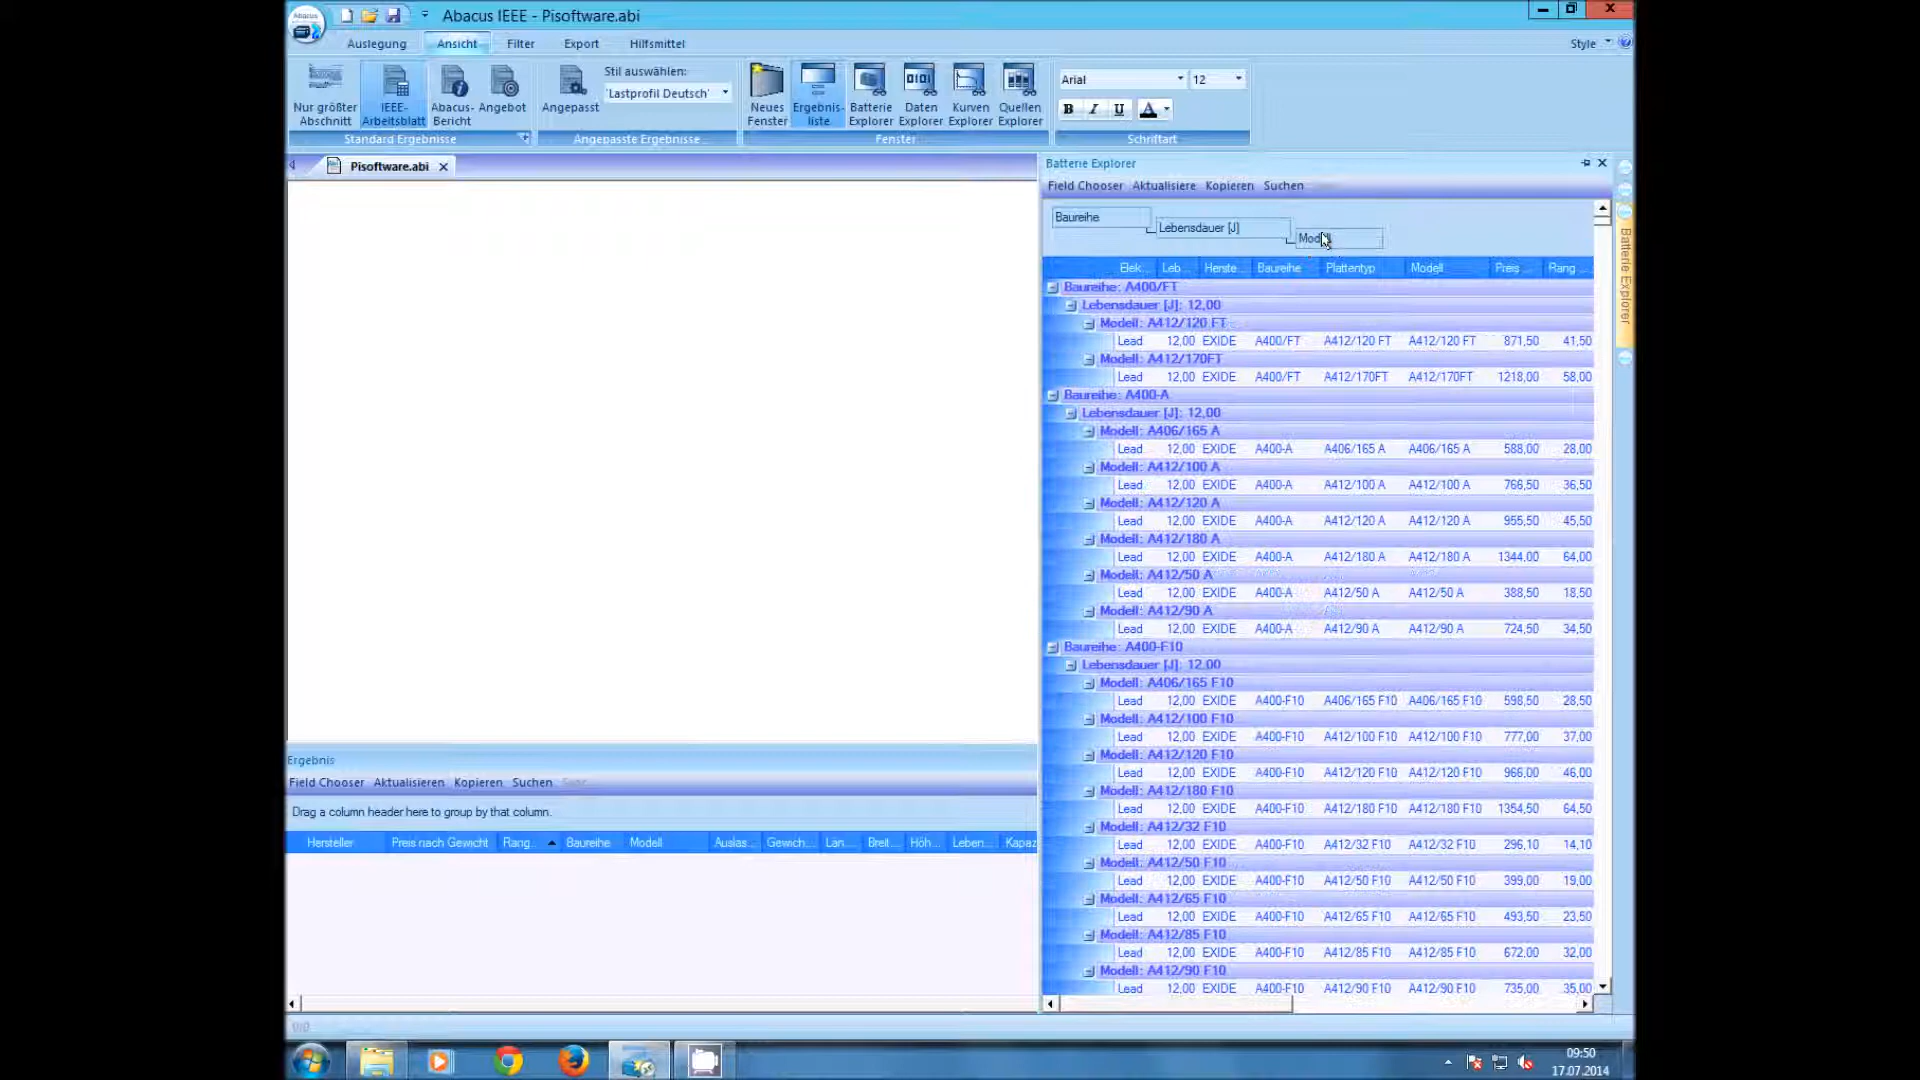 Abacus IEEE - Pisoftware.abi
Auslegung Ansicht Filter Export Hilfsmittel Style
Nur größter Abschnitt
IEEE-Arbeitsblatt
Abacus-Bericht
Angebot
Standard Ergebnisse
Angepasst
Stil auswählen:
'Lastprofil Deutsch'
Angepasste Ergebnisse...
Neues Fenster
Ergebnis-liste
Batterie Explorer
Daten Explorer
Kurven Explorer
Quellen Explorer
Fenster
Arial 12
B I U A
Schriftart
Pisoftware.abi
Batterie Explorer
Field Chooser Aktualisiere Kopieren Suchen
Baureihe
Lebensdauer [J]
Elek... Leb... Herste... Baureihe Plattentyp Modell Preis ... Rang ...
Baureihe: A400/FT
Lebensdauer [J]: 12,00
Modell: A412/120 FT
Lead 12,00 EXIDE A400/FT A412/120 FT A412/120 FT 871,50 41,50
Modell: A412/170FT
Lead 12,00 EXIDE A400/FT A412/170FT A412/170FT 1218,00 58,00
Baureihe: A400-A
Lebensdauer [J]: 12,00
Modell: A406/165 A
Lead 12,00 EXIDE A400-A A406/165 A A406/165 A 588,00 28,00
Modell: A412/100 A
Lead 12,00 EXIDE A400-A A412/100 A A412/100 A 766,50 36,50
Modell: A412/120 A
Lead 12,00 EXIDE A400-A A412/120 A A412/120 A 955,50 45,50
Modell: A412/180 A
Lead 12,00 EXIDE A400-A A412/180 A A412/180 A 1344,00 64,00
Modell: A412/50 A
Lead 12,00 EXIDE A400-A A412/50 A A412/50 A 388,50 18,50
Modell: A412/90 A
Lead 12,00 EXIDE A400-A A412/90 A A412/90 A 724,50 34,50
Baureihe: A400-F10
Lebensdauer [J]: 12,00
Modell: A406/165 F10
Lead 12,00 EXIDE A400-F10 A406/165 F10 A406/165 F10 598,50 28,50
Modell: A412/100 F10
Lead 12,00 EXIDE A400-F10 A412/100 F10 A412/100 F10 777,00 37,00
Modell: A412/120 F10
Lead 12,00 EXIDE A400-F10 A412/120 F10 A412/120 F10 966,00 46,00
Modell: A412/180 F10
Lead 12,00 EXIDE A400-F10 A412/180 F10 A412/180 F10 1354,50 64,50
Modell: A412/32 F10
Lead 12,00 EXIDE A400-F10 A412/32 F10 A412/32 F10 296,10 14,10
Modell: A412/50 F10
Lead 12,00 EXIDE A400-F10 A412/50 F10 A412/50 F10 399,00 19,00
Modell: A412/65 F10
Lead 12,00 EXIDE A400-F10 A412/65 F10 A412/65 F10 493,50 23,50
Modell: A412/85 F10
Lead 12,00 EXIDE A400-F10 A412/85 F10 A412/85 F10 672,00 32,00
Modell: A412/90 F10
Lead 12,00 EXIDE A400-F10 A412/90 F10 A412/90 F10 735,00 35,00
Batterie Explorer
Ergebnis
Field Chooser Aktualisieren Kopieren Suchen
Drag a column header here to group by that column.
Hersteller Preis nach Gewicht Rang... Baureihe Modell Auslas... Gewich... Län... Breit... Höh... Leben... Kapaz
0/0
09:50
17.07.2014